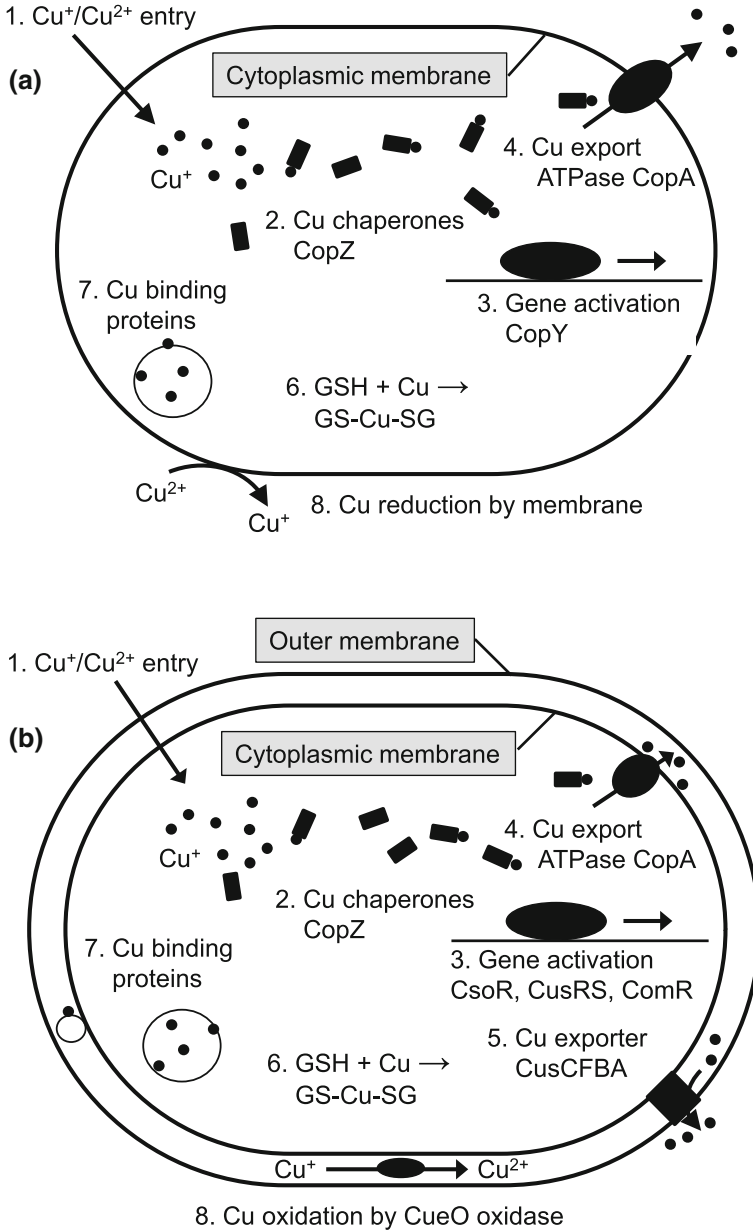 1. Cu⁺/Cu²⁺ entry
(a)
Cytoplasmic membrane
Cu⁺
4. Cu export
ATPase CopA
2. Cu chaperones
CopZ
7. Cu binding
proteins
3. Gene activation
CopY
6. GSH + Cu →
GS-Cu-SG
Cu²⁺
Cu⁺
8. Cu reduction by membrane
Outer membrane
1. Cu⁺/Cu²⁺ entry
(b)
Cytoplasmic membrane
Cu⁺
4. Cu export
ATPase CopA
2. Cu chaperones
CopZ
7. Cu binding
proteins
3. Gene activation
CsoR, CusRS, ComR
5. Cu exporter
CusCFBA
6. GSH + Cu →
GS-Cu-SG
Cu⁺
Cu²⁺
8. Cu oxidation by CueO oxidase